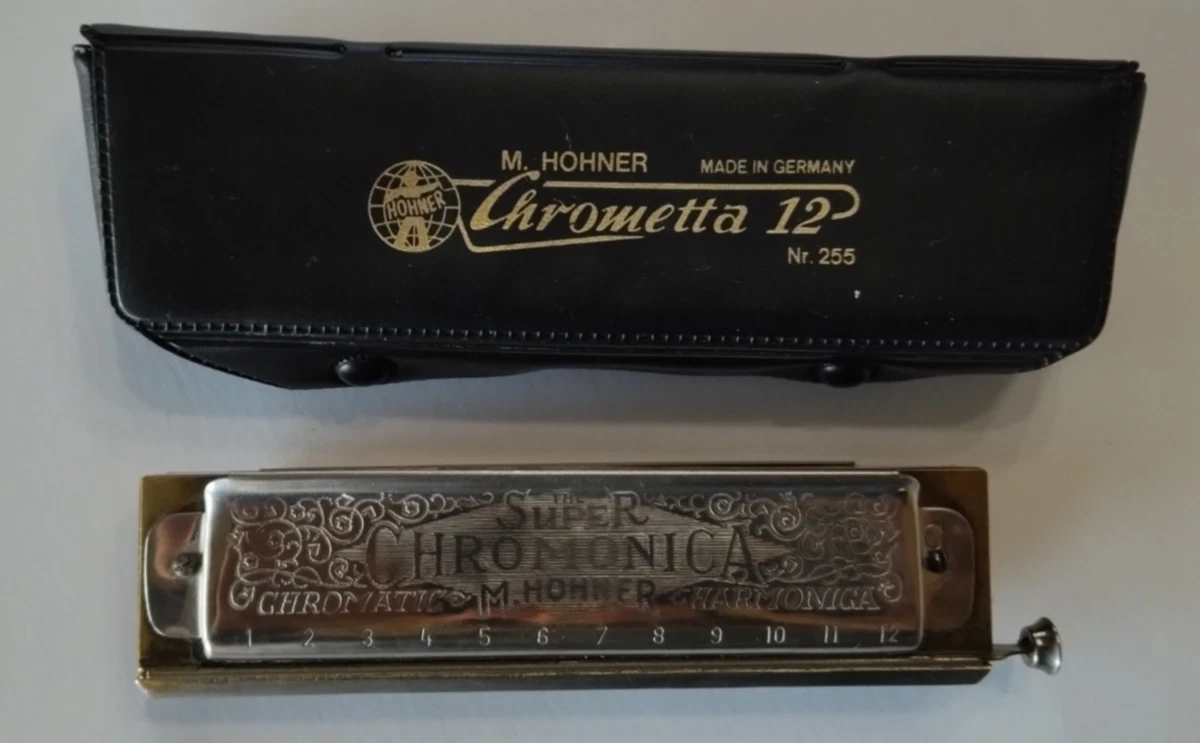 M. HOHNER MADE IN GERMANY
HOHNER
Chrometta 12
Nr. 255
THE
SUPER
CHROMONICA
M. HOHNER
CHROMATIC HARMONICA
1 2 3 4 5 6 7 8 9 10 11 12